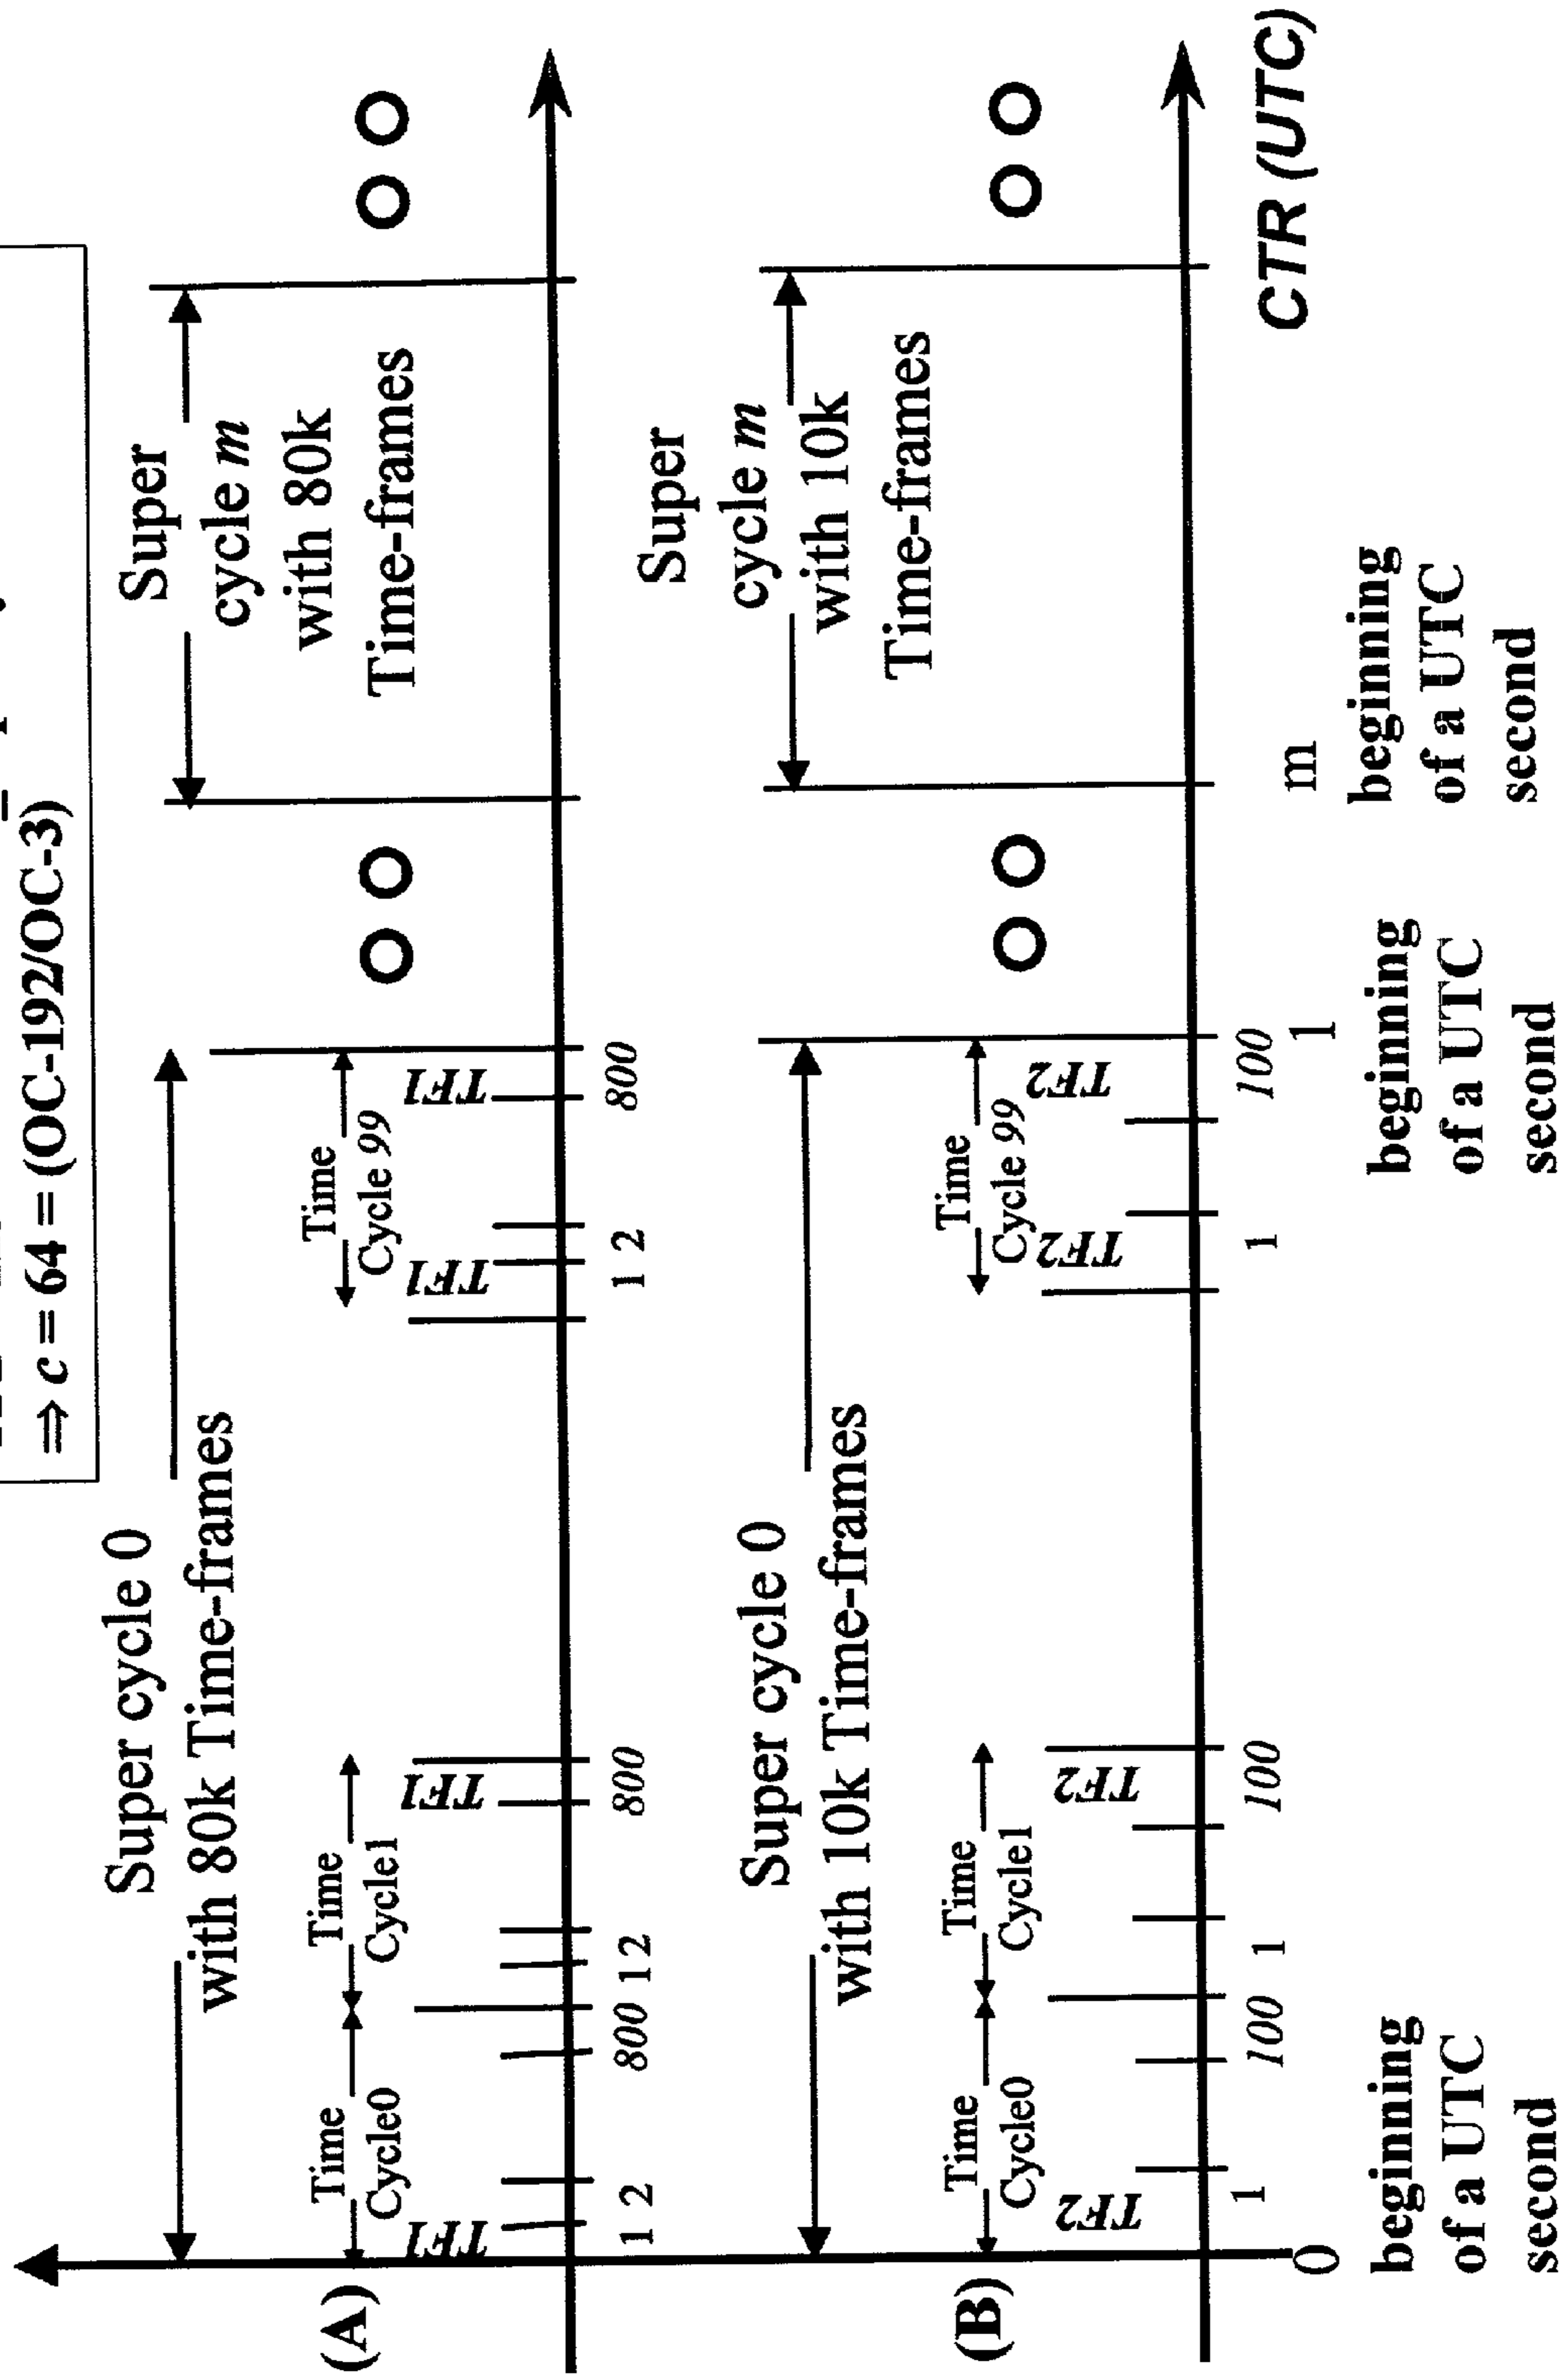 ⇒ c = 64 = (OC-192/OC-3)
Super cycle 0
with 80k Time-frames
Super
cycle m
with 80k
Time-frames
(A)
Time
Cycle0
Time
Cycle1
Time
Cycle 99
TF1
TF1
TF1
TF1
1 2
800
1 2
800
1 2
800
Super cycle 0
with 10k Time-frames
Super
cycle m
with 10k
Time-frames
(B)
Time
Cycle0
Time
Cycle1
Time
Cycle 99
TF2
TF2
TF2
TF2
1
100
1
100
1
100
0
beginning
of a UTC
second
1
beginning
of a UTC
second
m
beginning
of a UTC
second
CTR (UTC)